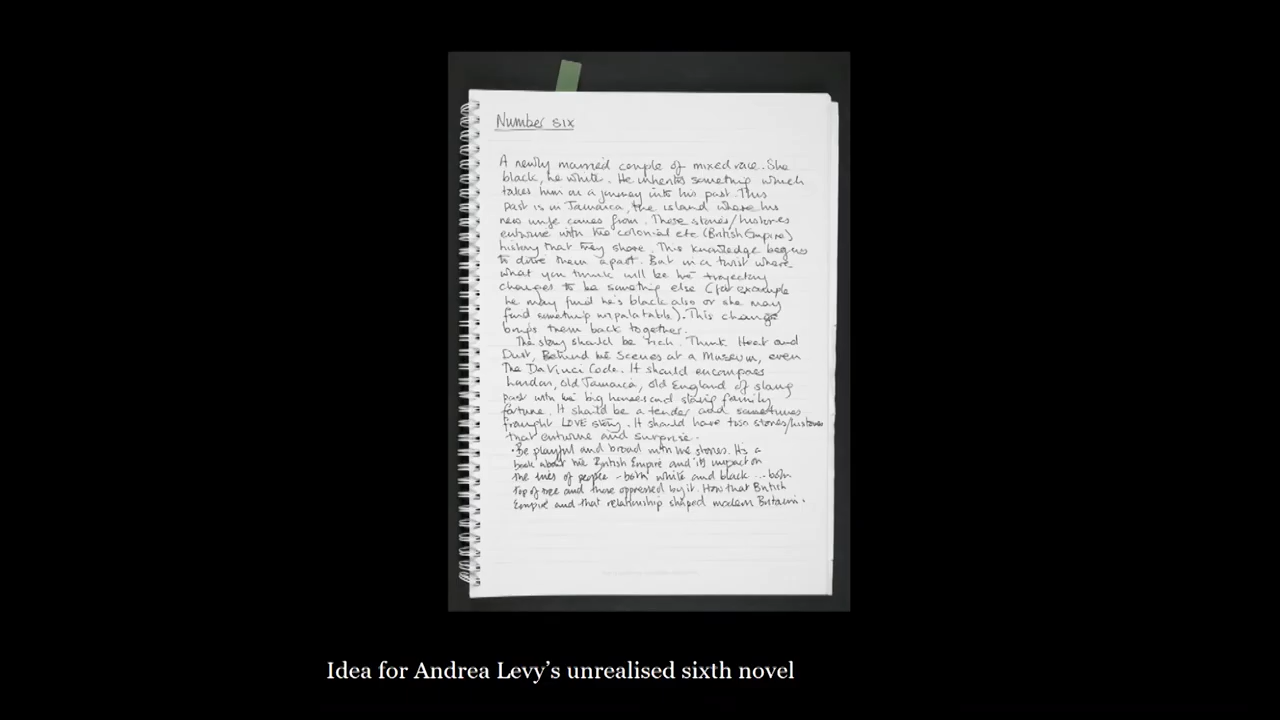 Number six
A newly married couple of mixed race. She
black, he white. He inherits something which
takes him on a journey into his past. This
past is in Jamaica, the island where his
new wife comes from. These stories/histories
entwine with the colonial etc (British Empire)
history that they share. This knowledge begins
to drive them apart. But in a twist where
what you think will be the trajectory
changes to be something else (for example
he may find he's black also or she may
find something unpalatable). This change
brings them back together.
The story should be rich. Think Heat and
Dust, Behind the Scenes at a Museum, even
The DaVinci Code. It should encompass
London, old Jamaica, old England of slavy
past with the big houses and slaving family
fortune. It should be a tender and sometimes
fraught LOVE story. It should have two stories/histories
that entwine and surprise.
• Be playful and broad with the stories. It's a
book about the British Empire and it's impact on
the lives of people - both white and black ... both
top of tree and those oppressed by it. How that British
Empire and that relationship shaped modern Britain.
Idea for Andrea Levy’s unrealised sixth novel